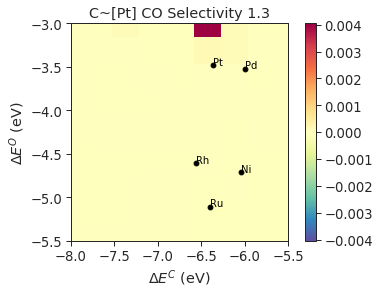 C~[Pt] CO Selectivity 1.3
−3.0
−3.5
−4.0
−4.5
−5.0
−5.5
ΔE^O (eV)
Pt
Pd
Rh
Ni
Ru
−8.0 −7.5 −7.0 −6.5 −6.0 −5.5
ΔE^C (eV)
0.004
0.003
0.002
0.001
0.000
−0.001
−0.002
−0.003
−0.004